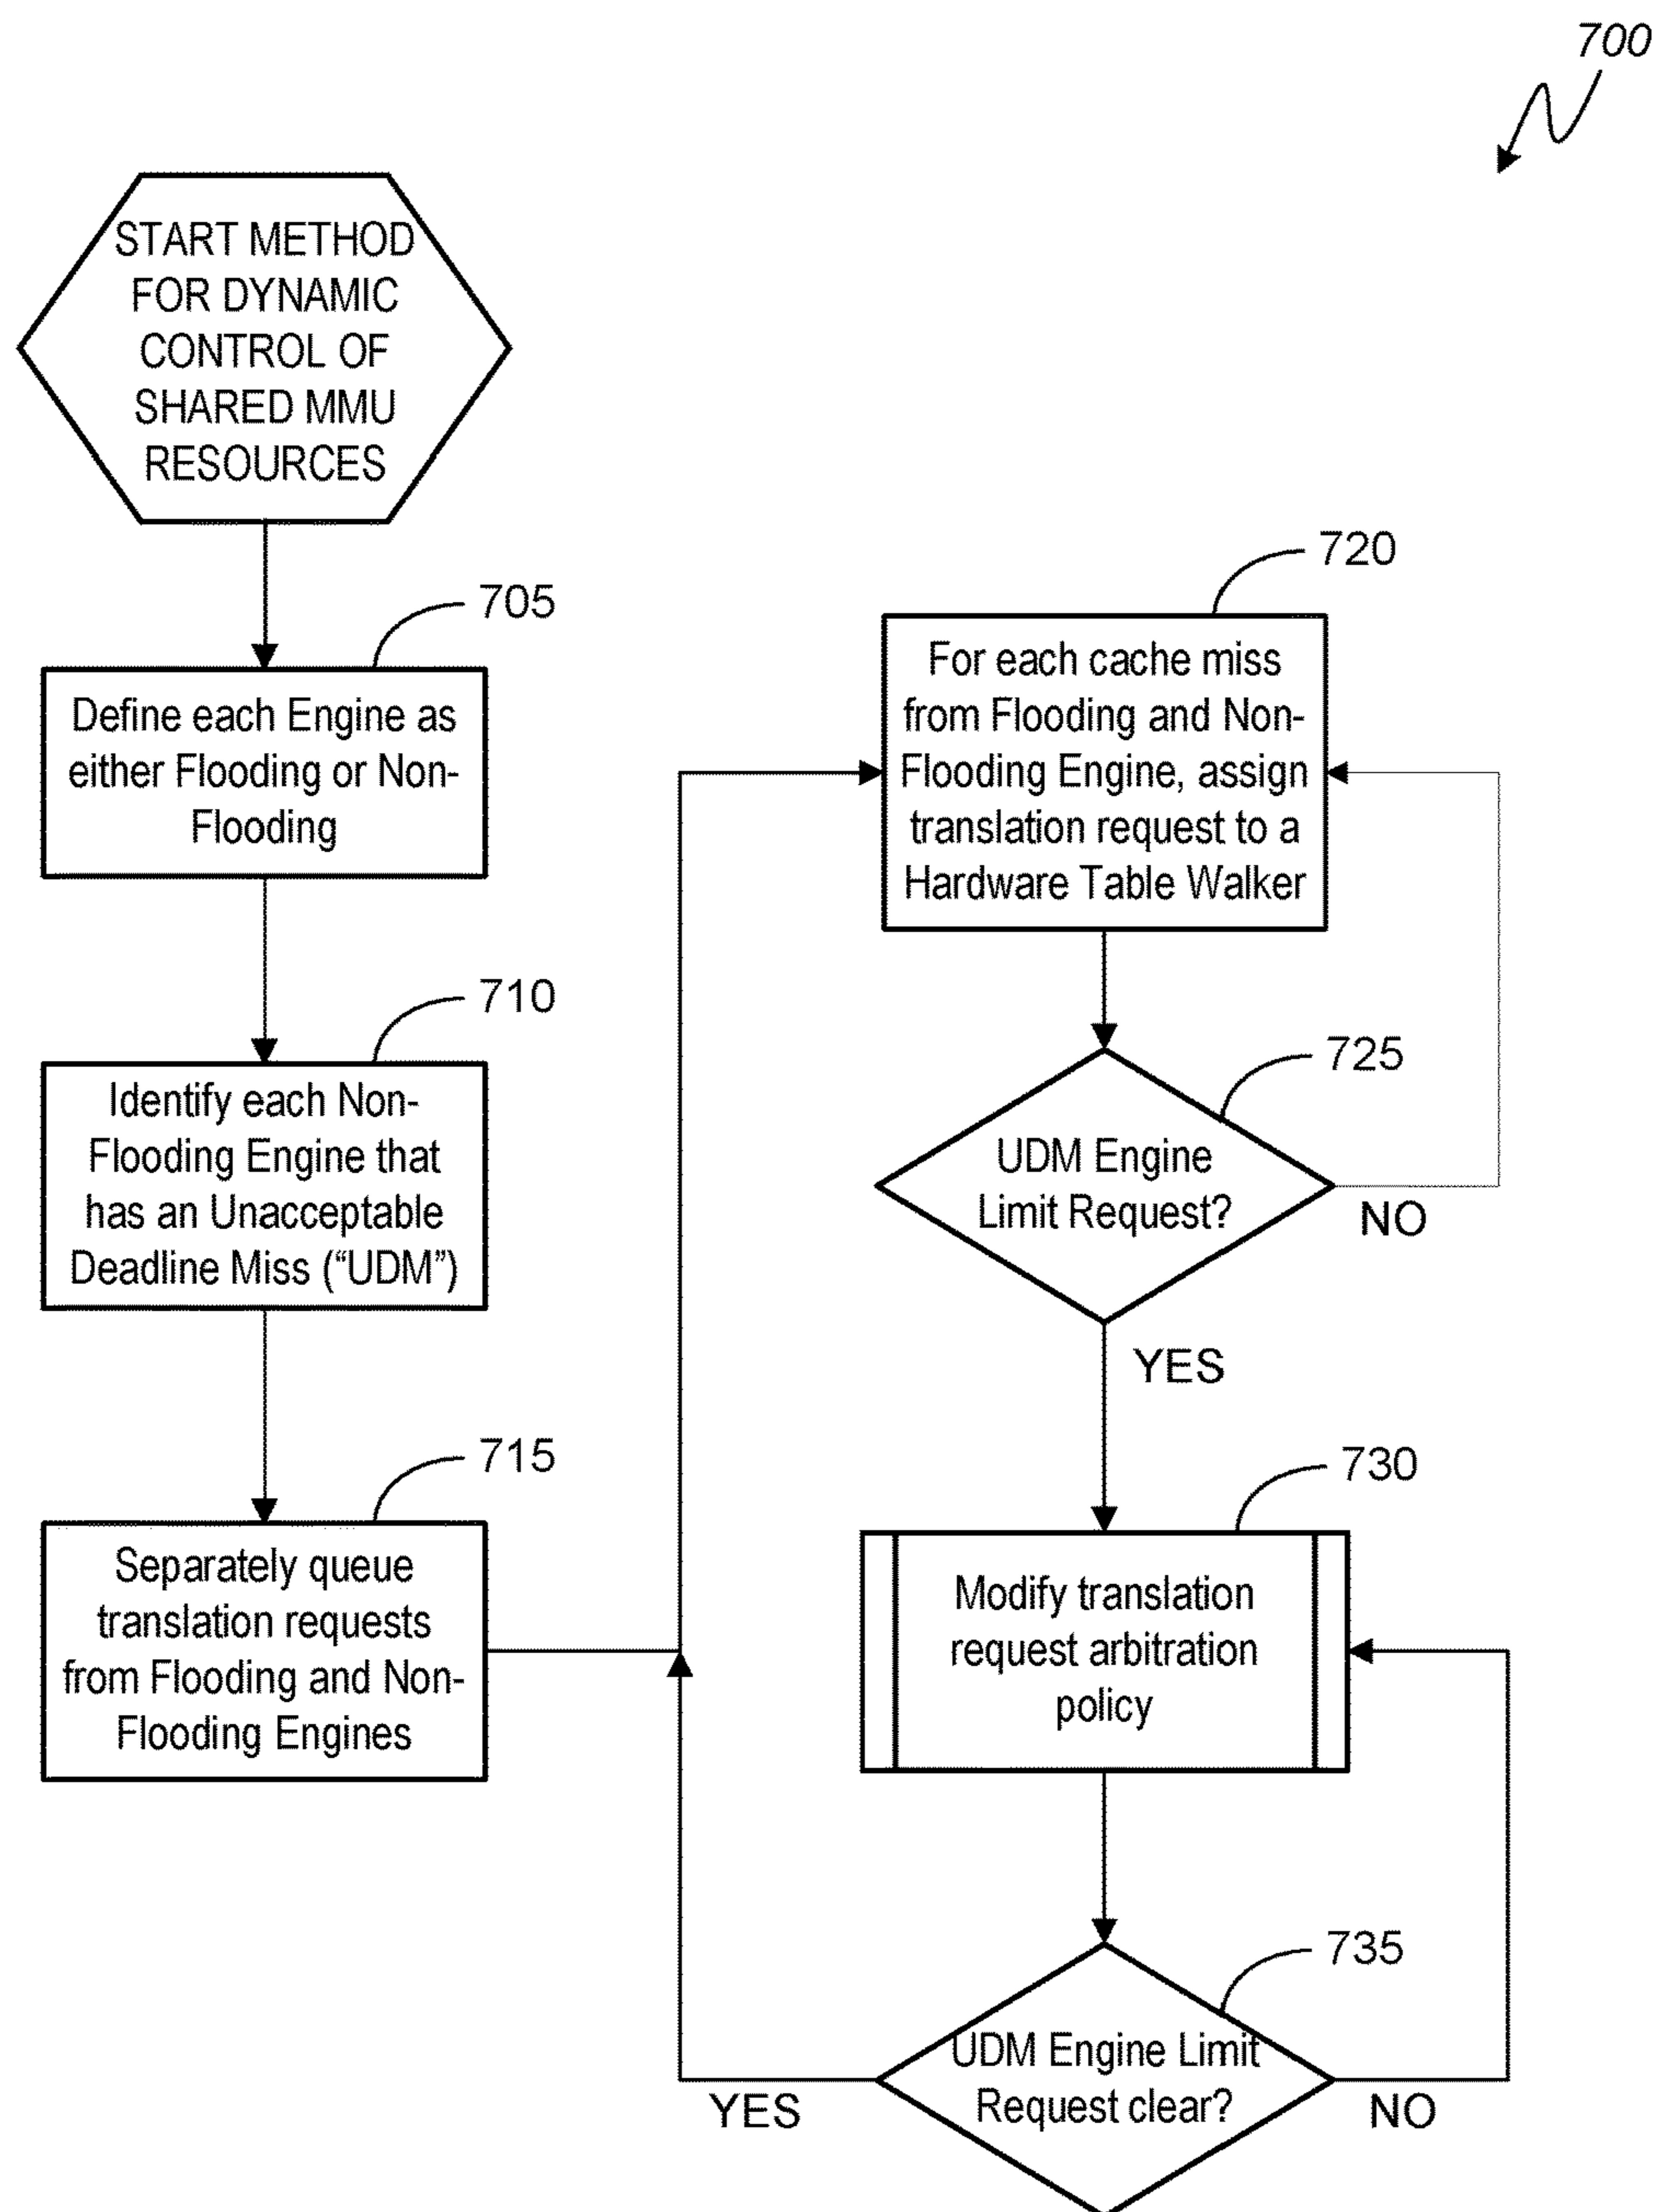 700
START METHOD
FOR DYNAMIC
CONTROL OF
SHARED MMU
RESOURCES
705
Define each Engine as
either Flooding or Non-
Flooding
710
Identify each Non-
Flooding Engine that
has an Unacceptable
Deadline Miss (“UDM”)
715
Separately queue
translation requests
from Flooding and Non-
Flooding Engines
720
For each cache miss
from Flooding and Non-
Flooding Engine, assign
translation request to a
Hardware Table Walker
725
UDM Engine
Limit Request?
NO
YES
730
Modify translation
request arbitration
policy
735
UDM Engine Limit
Request clear?
YES
NO